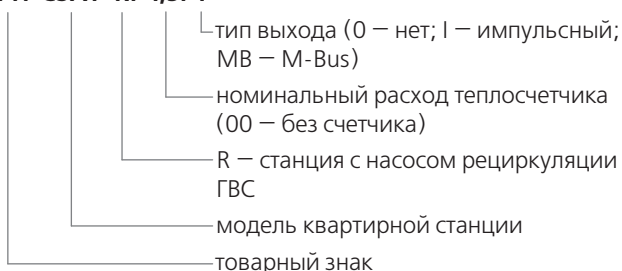 тип выхода (0 — нет; I — импульсный;
MB — M-Bus)
номинальный расход теплосчетчика
(00 — без счетчика)
R — станция с насосом рециркуляции
ГВС
модель квартирной станции
товарный знак